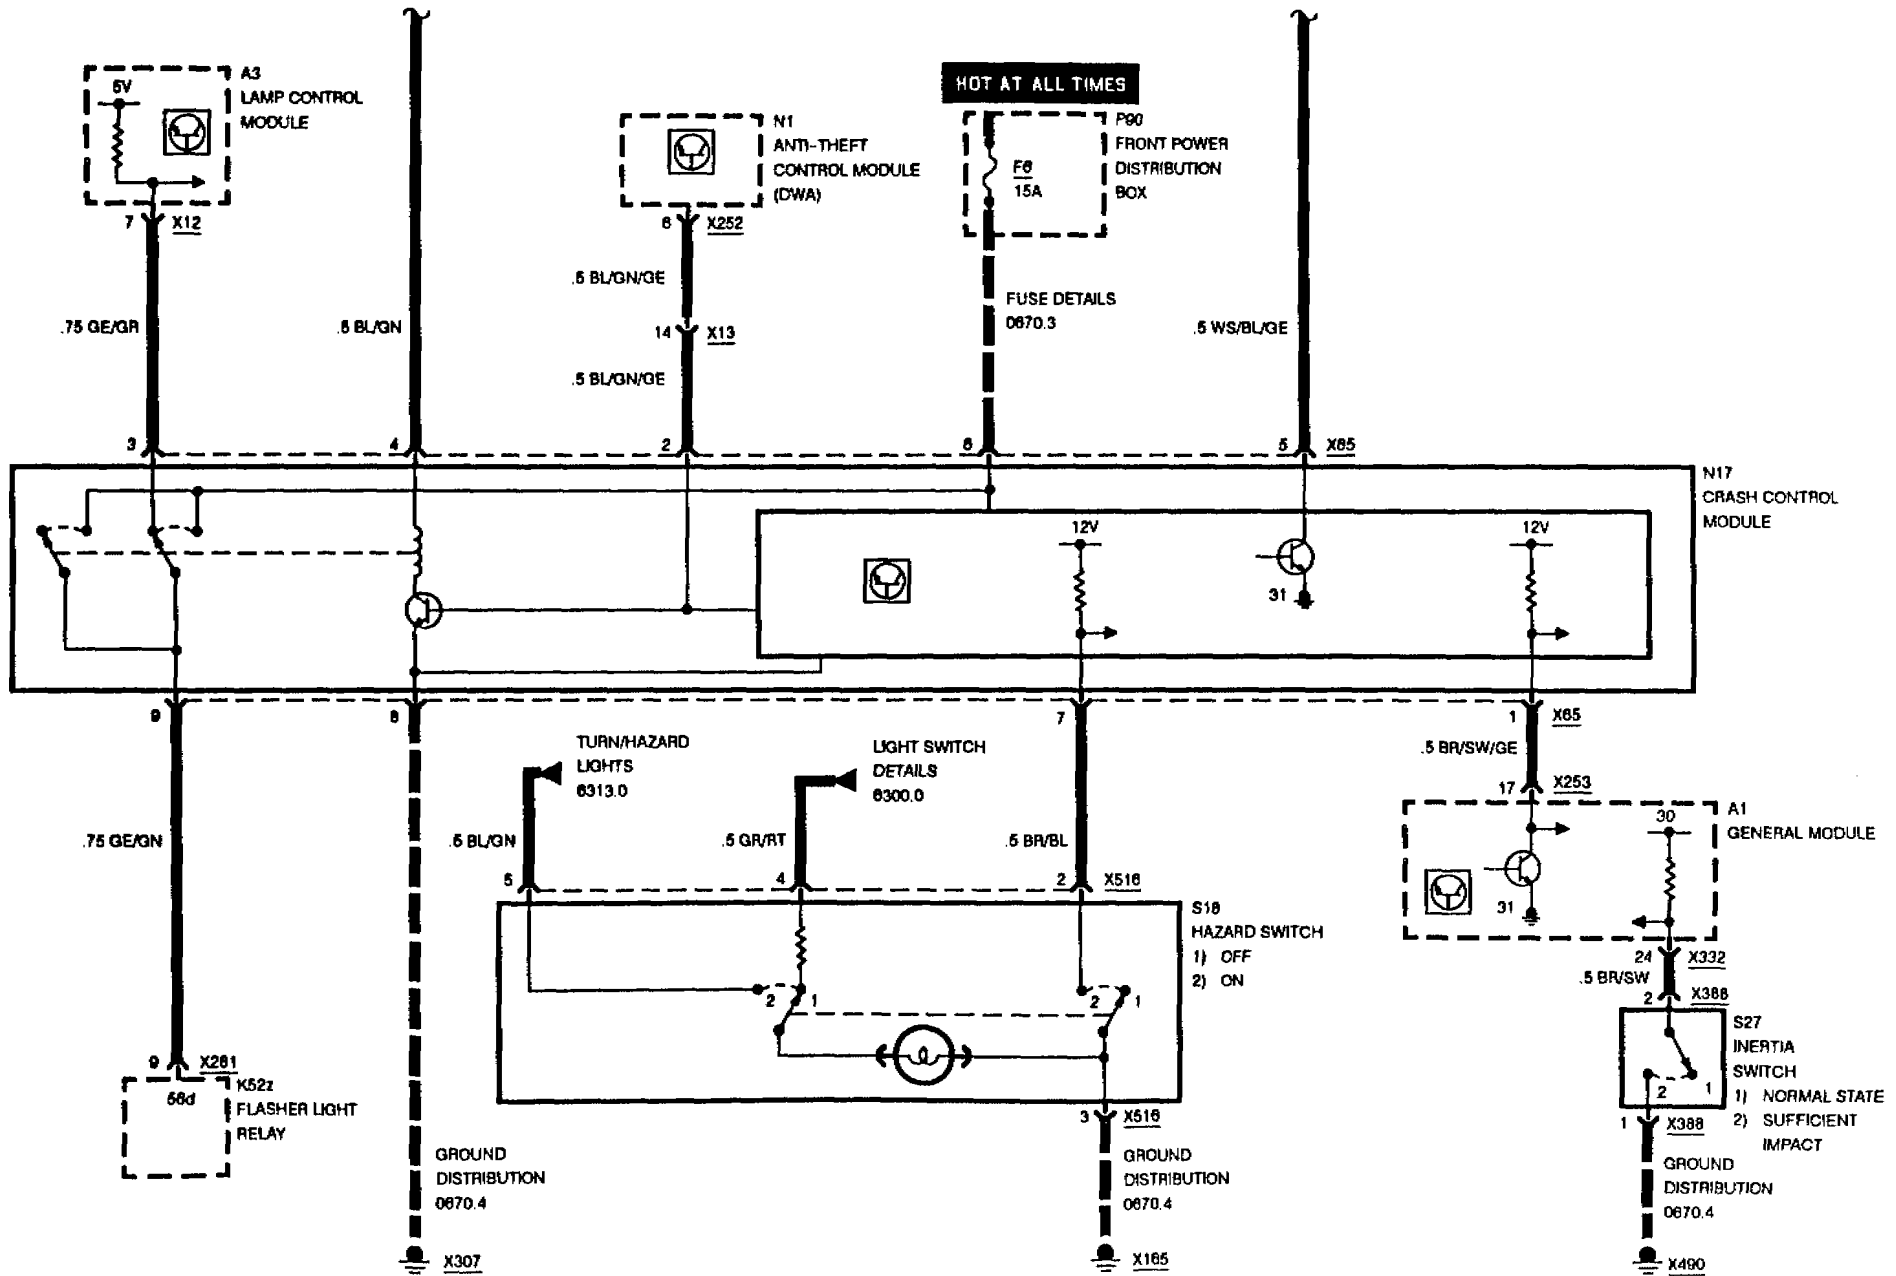 HOT AT ALL TIMES
A3
LAMP CONTROL
MODULE
5V
7
X12
.75 GE/GR
.5 BL/GN
N1
ANTI-THEFT
CONTROL MODULE
(DWA)
6
X252
.5 BL/GN/GE
14
X13
.5 BL/GN/GE
P90
FRONT POWER
DISTRIBUTION
BOX
F6
15A
FUSE DETAILS
0670.3
.5 WS/BL/GE
3
4
2
6
5
X65
N17
CRASH CONTROL
MODULE
12V
31
12V
9
8
7
1
X65
.5 BR/SW/GE
17
X253
TURN/HAZARD
LIGHTS
6313.0
LIGHT SWITCH
DETAILS
6300.0
.75 GE/GN
.5 BL/GN
.5 GR/RT
.5 BR/BL
5
4
2
X516
A1
GENERAL MODULE
30
31
24
X332
.5 BR/SW
2
X388
S18
HAZARD SWITCH
1) OFF
2) ON
2
1
2
1
S27
INERTIA
SWITCH
1) NORMAL STATE
2) SUFFICIENT
IMPACT
2
1
9
X281
56d
K52z
FLASHER LIGHT
RELAY
3
X516
1
X388
GROUND
DISTRIBUTION
0670.4
GROUND
DISTRIBUTION
0670.4
GROUND
DISTRIBUTION
0670.4
X307
X165
X490